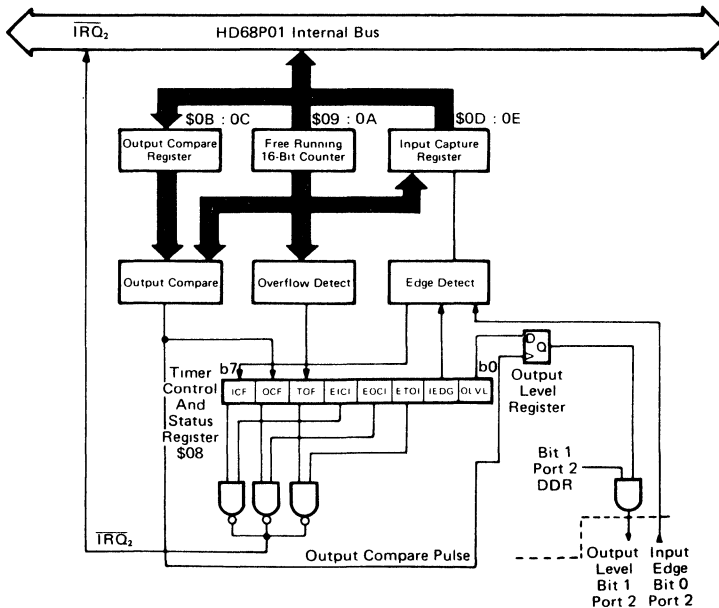 IRQ₂
HD68P01 Internal Bus
$0B : 0C
$09 : 0A
$0D : 0E
Output Compare
Register
Free Running
16-Bit Counter
Input Capture
Register
Output Compare
Overflow Detect
Edge Detect
b7
b0
D
Q
Timer
Control
And
Status
Register
$08
ICF
OCF
TOF
EICI
EOCI
ETOI
IEDG
OLVL
Output
Level
Register
Bit 1
Port 2
DDR
IRQ₂
Output Compare Pulse
Output
Level
Bit 1
Port 2
Input
Edge
Bit 0
Port 2